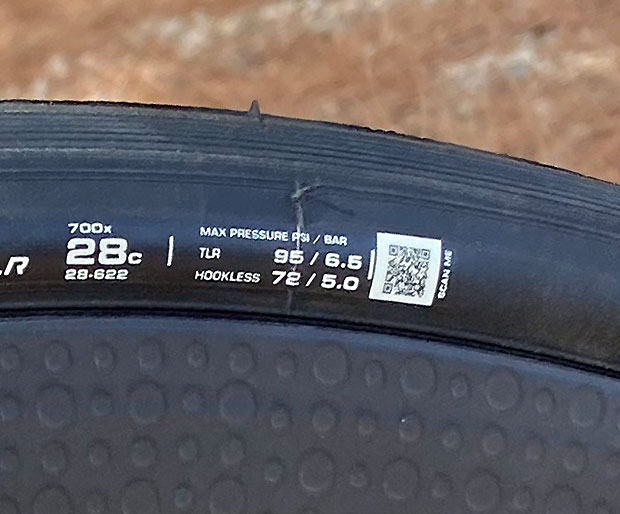 700x
28c
28-622
MAX PRESSURE PSI / BAR
TLR 95 / 6.5
HOOKLESS 72 / 5.0
SCAN ME